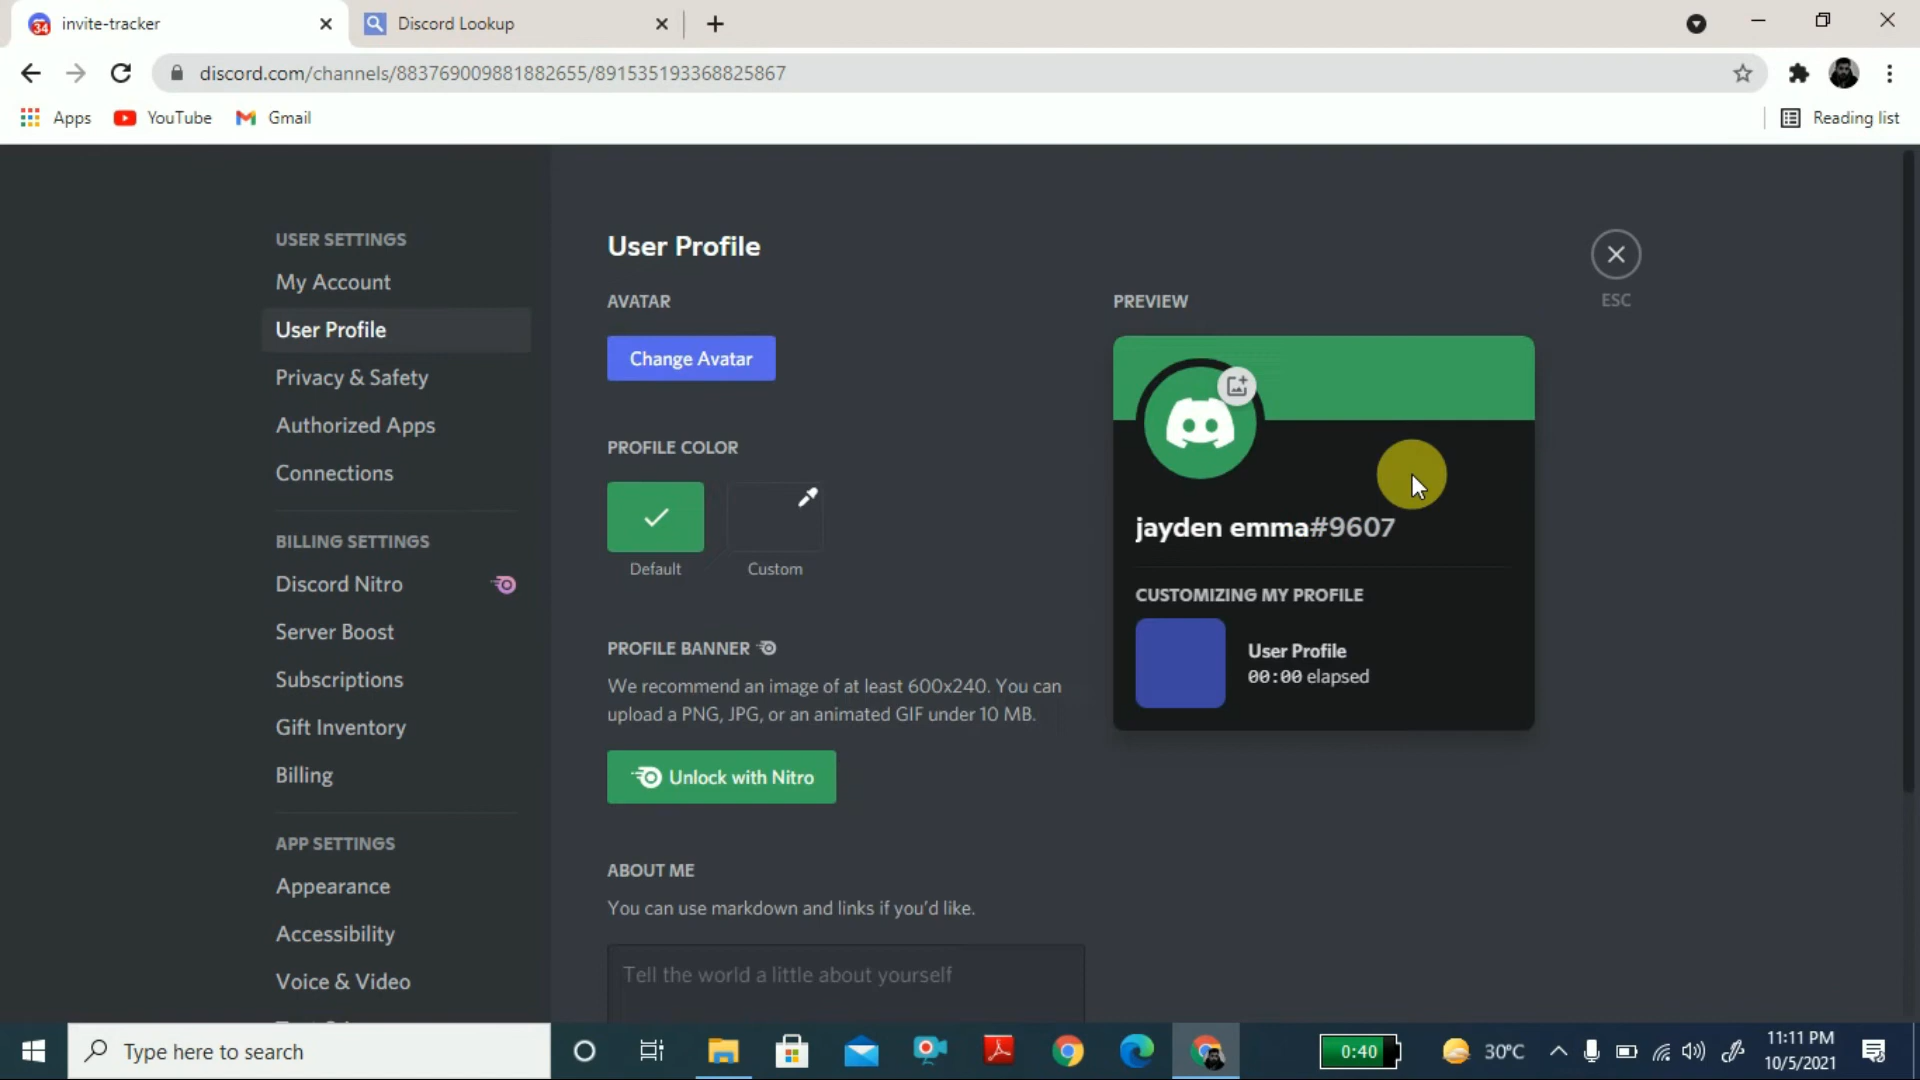 34
invite-tracker
Discord Lookup
discord.com/channels/883769009881882655/891535193368825867
Apps
YouTube
Gmail
Reading list
USER SETTINGS
My Account
User Profile
Privacy & Safety
Authorized Apps
Connections
BILLING SETTINGS
Discord Nitro
Server Boost
Subscriptions
Gift Inventory
Billing
APP SETTINGS
Appearance
Accessibility
Voice & Video
User Profile
AVATAR
Change Avatar
PROFILE COLOR
Default
Custom
PROFILE BANNER
We recommend an image of at least 600x240. You can
upload a PNG, JPG, or an animated GIF under 10 MB.
Unlock with Nitro
ABOUT ME
You can use markdown and links if you'd like.
Tell the world a little about yourself
PREVIEW
jayden emma#9607
CUSTOMIZING MY PROFILE
User Profile
00:00 elapsed
ESC
Type here to search
0:40
30°C
11:11 PM
10/5/2021